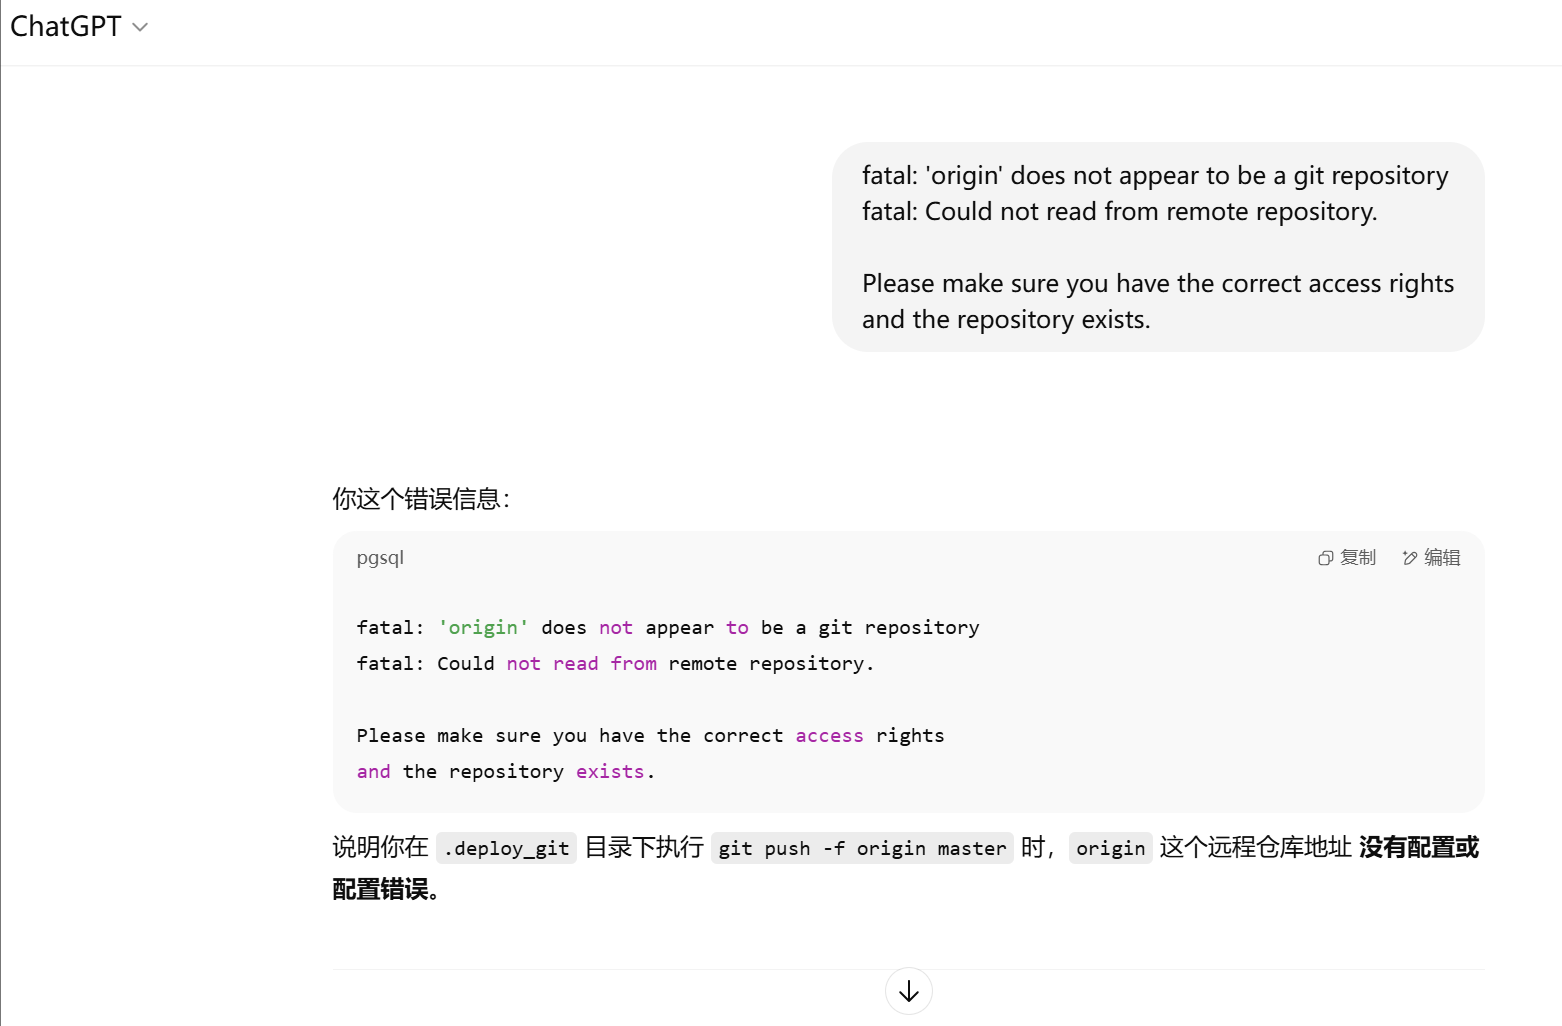 ChatGPT
fatal: 'origin' does not appear to be a git repository
fatal: Could not read from remote repository.
Please make sure you have the correct access rights
and the repository exists.
你这个错误信息：
pgsql
复制 编辑
fatal: 'origin' does not appear to be a git repository
fatal: Could not read from remote repository.
Please make sure you have the correct access rights
and the repository exists.
说明你在 .deploy_git 目录下执行 git push -f origin master 时，origin 这个远程仓库地址 没有配置或
配置错误。